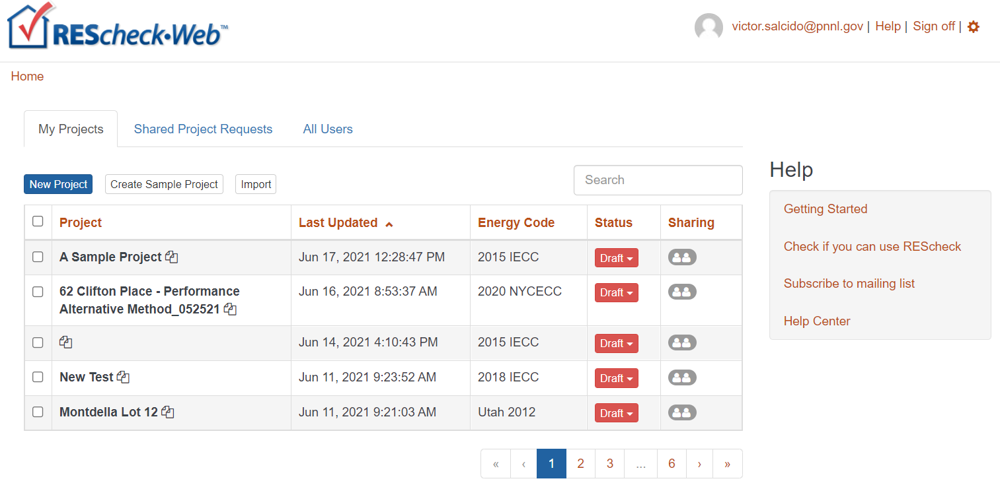 REScheck•Web™
victor.salcido@pnnl.gov | Help | Sign off |
Home
My Projects Shared Project Requests All Users
New Project Create Sample Project Import Search
Project Last Updated Energy Code Status Sharing
A Sample Project Jun 17, 2021 12:28:47 PM 2015 IECC Draft
62 Clifton Place - Performance Jun 16, 2021 8:53:37 AM 2020 NYCECC Draft
Alternative Method_052521
Jun 14, 2021 4:10:43 PM 2015 IECC Draft
New Test Jun 11, 2021 9:23:52 AM 2018 IECC Draft
Montdella Lot 12 Jun 11, 2021 9:21:03 AM Utah 2012 Draft
« ‹ 1 2 3 ... 6 › »
Help
Getting Started
Check if you can use REScheck
Subscribe to mailing list
Help Center